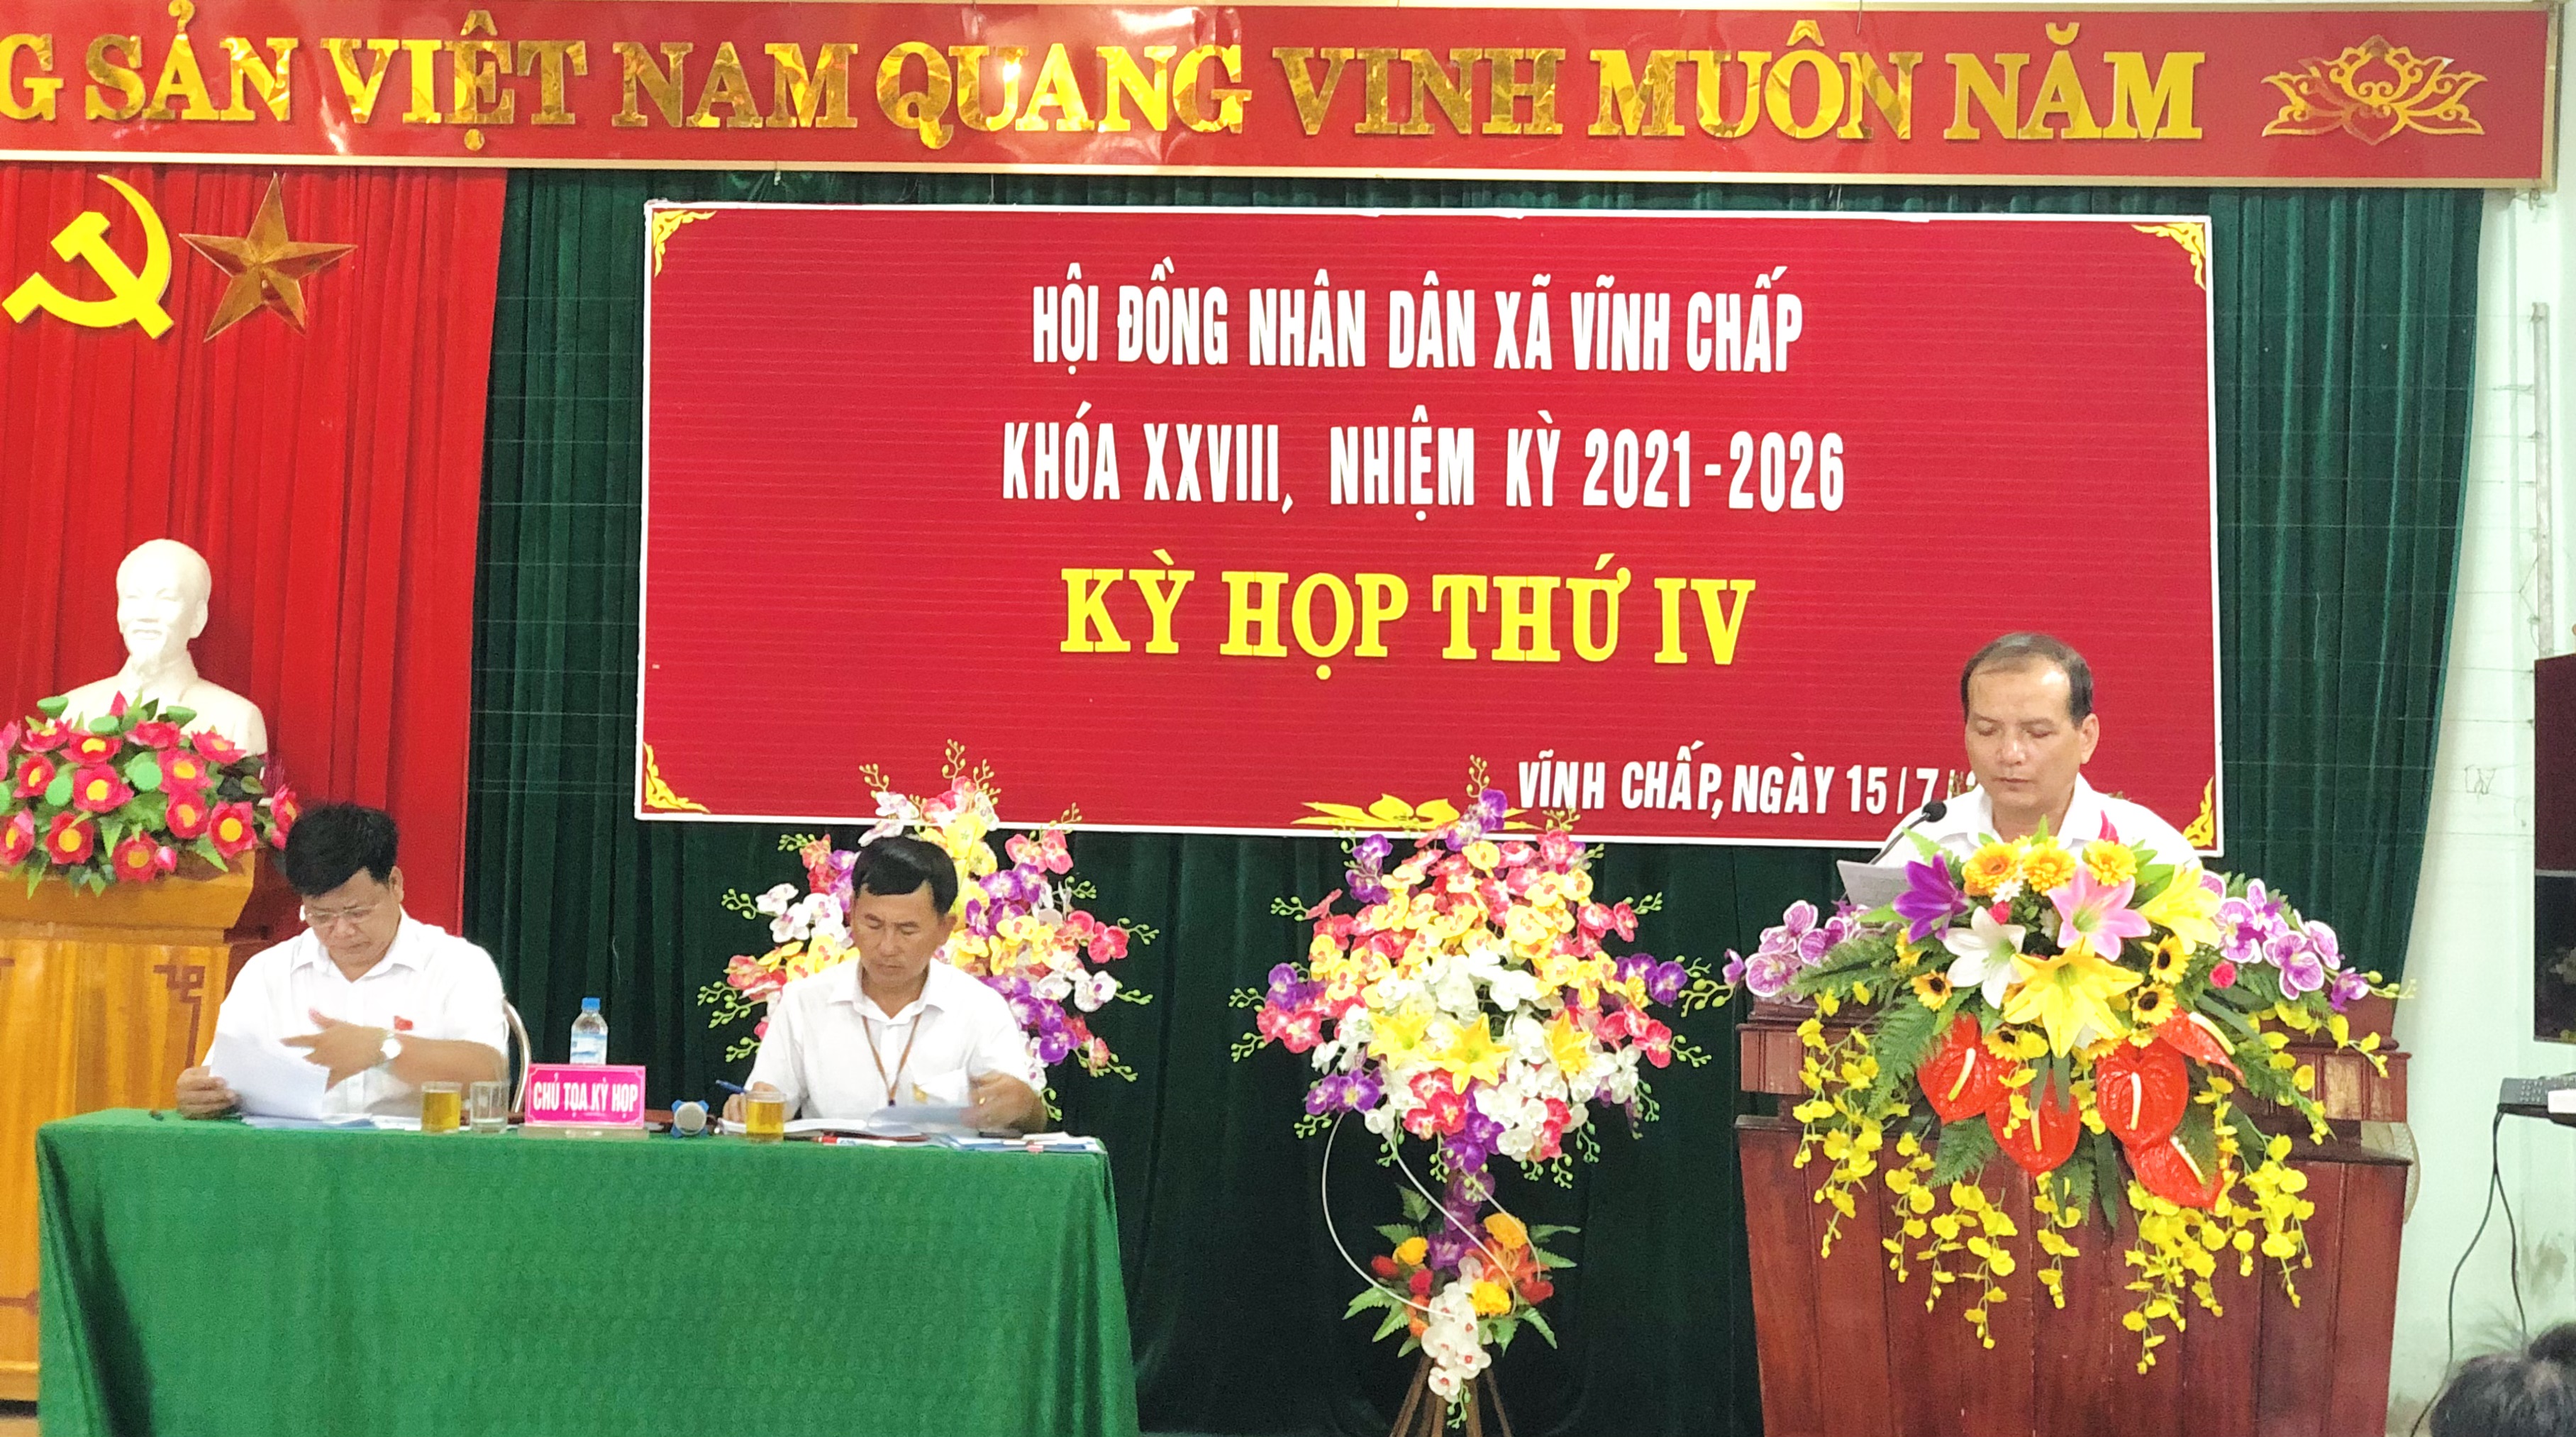 G SẢN VIỆT NAM QUANG VINH MUÔN NĂM
HỘI ĐỒNG NHÂN DÂN XÃ VĨNH CHẤP
KHÓA XXVIII, NHIỆM KỲ 2021-2026
KỲ HỌP THỨ IV
VĨNH CHẤP, NGÀY 15/7/
CHỦ TỌA KỲ HỌP